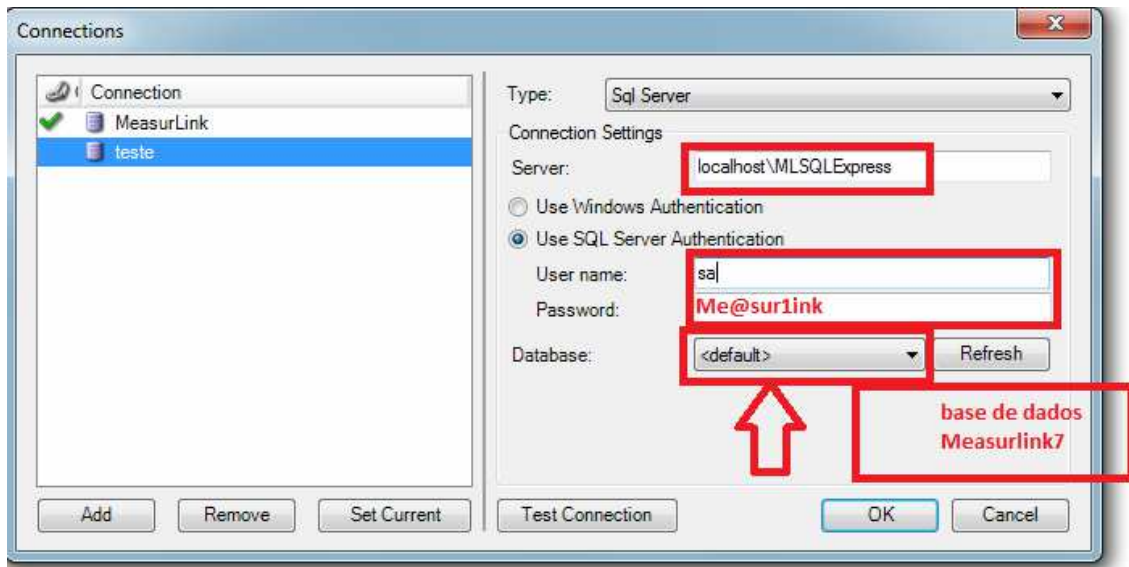 Connections
Connection
MeasurLink
teste
Add Remove Set Current
Type: Sql Server
Connection Settings
Server: localhost\MLSQLExpress
Use Windows Authentication
Use SQL Server Authentication
User name: sa
Password: Me@sur1ink
Database: <default> Refresh
base de dados
Measurlink7
Test Connection OK Cancel